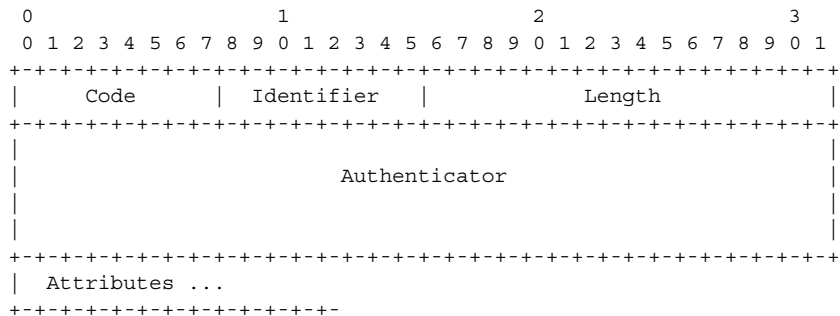 0                   1                   2                   3
 0 1 2 3 4 5 6 7 8 9 0 1 2 3 4 5 6 7 8 9 0 1 2 3 4 5 6 7 8 9 0 1
+-+-+-+-+-+-+-+-+-+-+-+-+-+-+-+-+-+-+-+-+-+-+-+-+-+-+-+-+-+-+-+-+
|     Code      |  Identifier   |            Length             |
+-+-+-+-+-+-+-+-+-+-+-+-+-+-+-+-+-+-+-+-+-+-+-+-+-+-+-+-+-+-+-+-+
|                                                               |
|                         Authenticator                         |
|                                                               |
|                                                               |
+-+-+-+-+-+-+-+-+-+-+-+-+-+-+-+-+-+-+-+-+-+-+-+-+-+-+-+-+-+-+-+-+
|  Attributes ...
+-+-+-+-+-+-+-+-+-+-+-+-+-